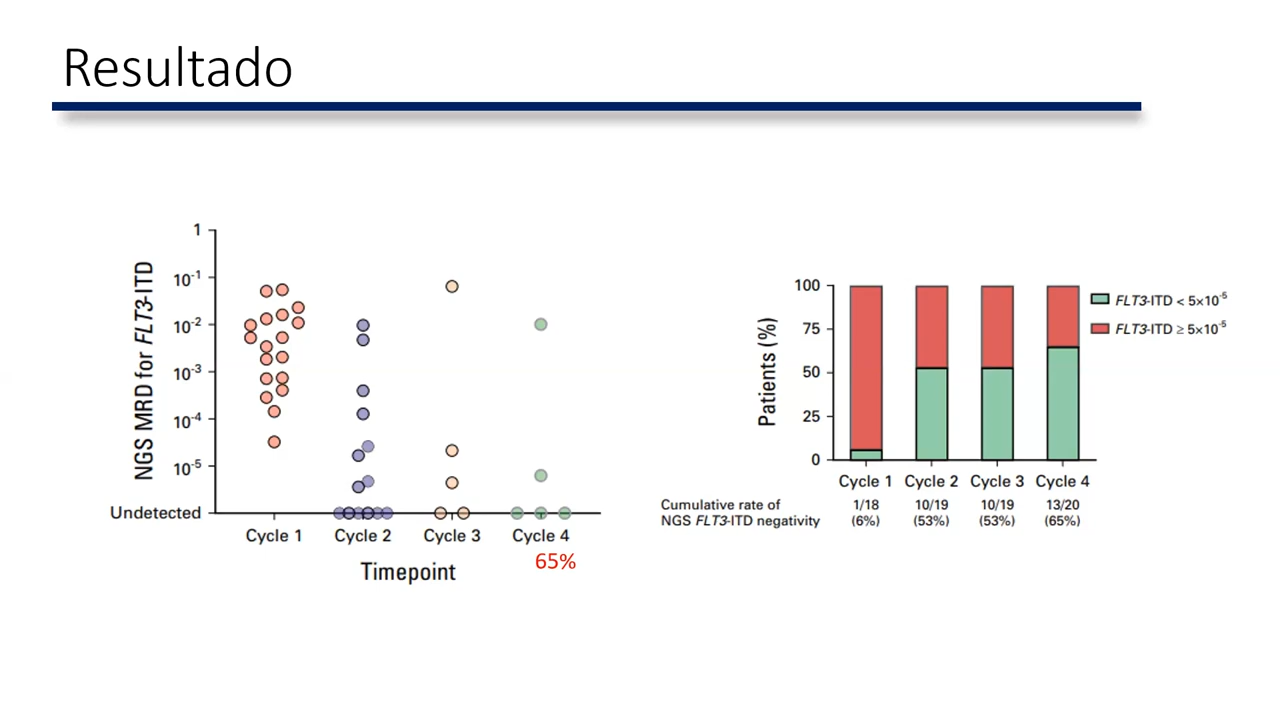 Resultado
NGS MRD for FLT3-ITD
1
10-1
10-2
10-3
10-4
10-5
Undetected
Cycle 1 Cycle 2 Cycle 3 Cycle 4
65%
Timepoint
Patients (%)
100
75
50
25
0
FLT3-ITD < 5×10-5
FLT3-ITD ≥ 5×10-5
Cycle 1 Cycle 2 Cycle 3 Cycle 4
Cumulative rate of 1/18 10/19 10/19 13/20
NGS FLT3-ITD negativity (6%) (53%) (53%) (65%)